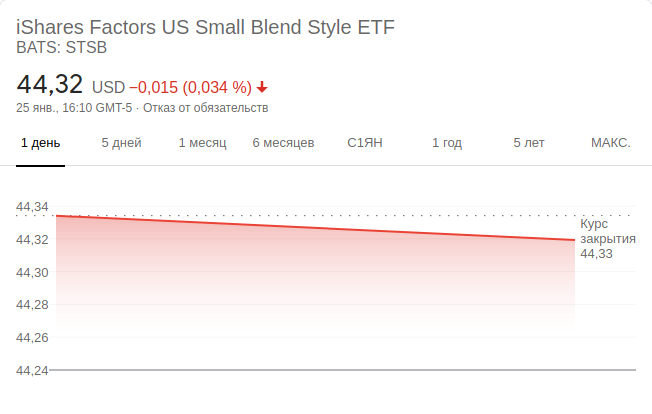 iShares Factors US Small Blend Style ETF
BATS: STSB
44,32 USD −0,015 (0,034 %)
25 янв., 16:10 GMT-5 · Отказ от обязательств
1 день 5 дней 1 месяц 6 месяцев С1ЯН 1 год 5 лет МАКС.
44,34
Курс
44,32
закрытия
44,33
44,30
44,28
44,26
44,24